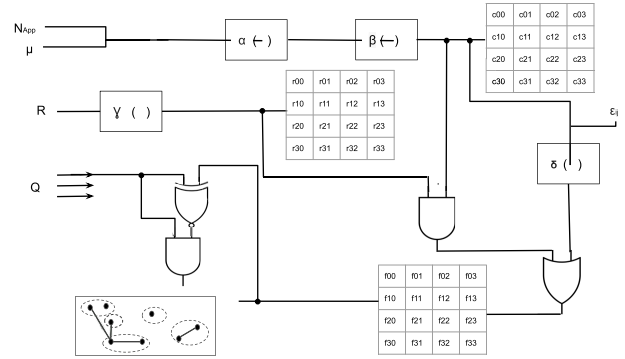 N_App
μ
α (–)
β (–)
c00 c01 c02 c03
c10 c11 c12 c13
c20 c21 c22 c23
c30 c31 c32 c33
R
γ ( )
r00 r01 r02 r03
r10 r11 r12 r13
r20 r21 r22 r23
r30 r31 r32 r33
ε_ij
δ ( )
Q
f00 f01 f02 f03
f10 f11 f12 f13
f20 f21 f22 f23
f30 f31 f32 f33